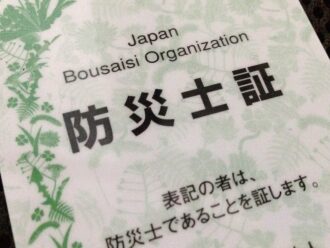 Japan
Bousaisi Organization
防災士証
表記の者は、
防災士であることを証します。